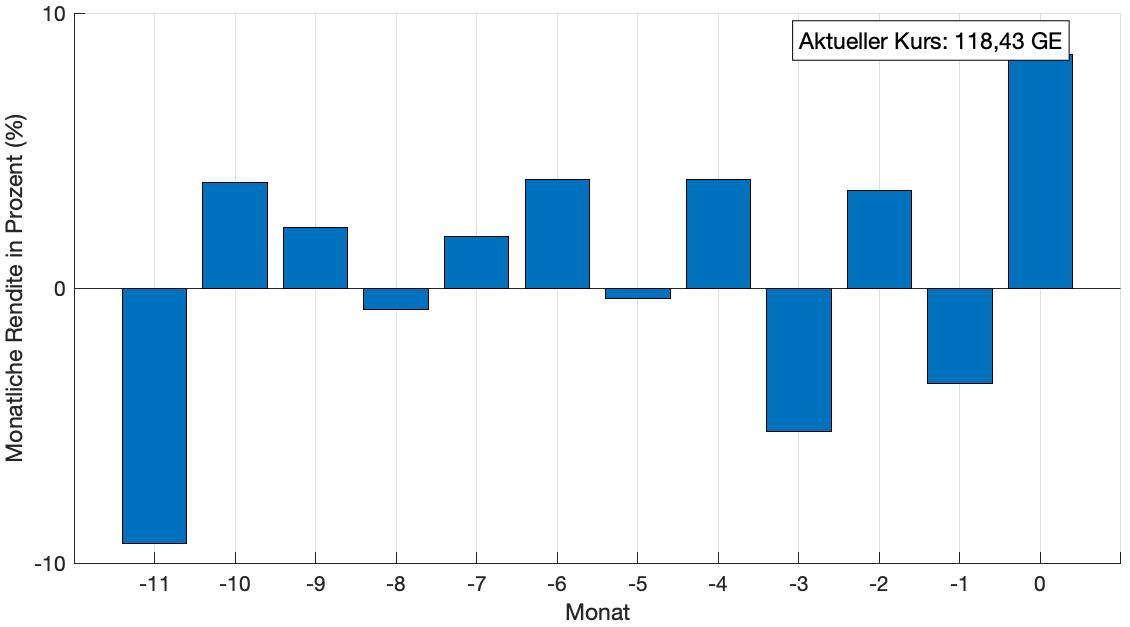 10
Aktueller Kurs: 118,43 GE
Monatliche Rendite in Prozent (%)
0
-10
-11 -10 -9 -8 -7 -6 -5 -4 -3 -2 -1 0
Monat